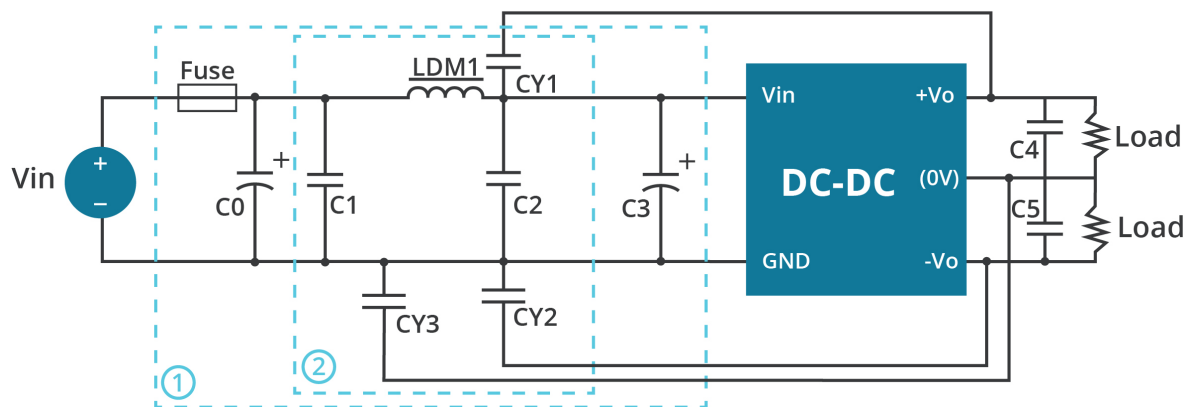 Fuse
LDM1
CY1
Vin
+Vo
Load
C4
Vin
+
−
+
C0
C1
C2
+
C3
DC-DC
(0V)
C5
Load
GND
-Vo
CY3
CY2
1
2